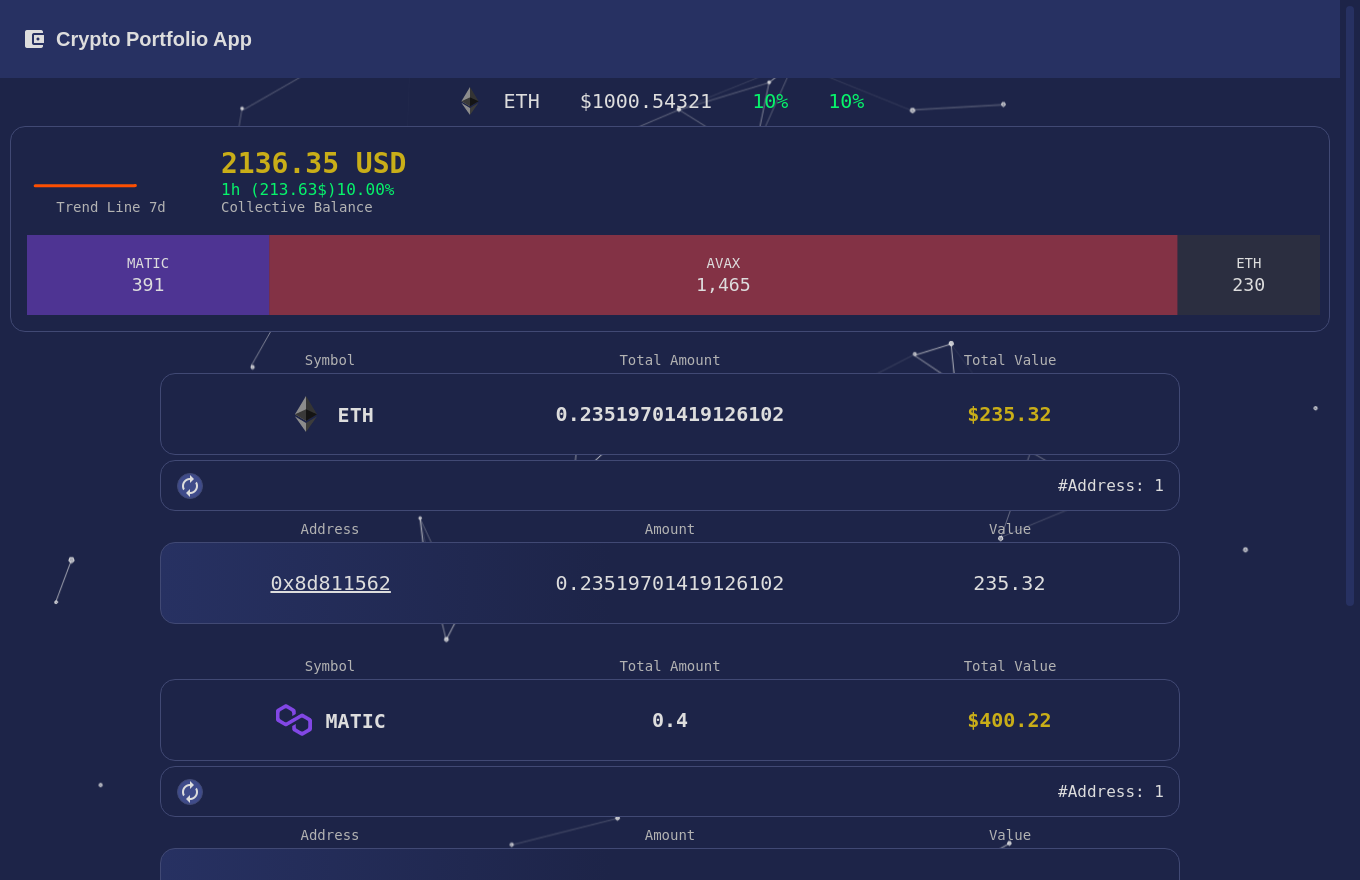 Crypto Portfolio App
ETH $1000.54321 10% 10%
2136.35 USD
1h (213.63$)10.00%
Trend Line 7d Collective Balance
MATIC AVAX ETH
391 1,465 230
Symbol Total Amount Total Value
ETH 0.23519701419126102 $235.32
#Address: 1
Address Amount Value
0x8d811562 0.23519701419126102 235.32
Symbol Total Amount Total Value
MATIC 0.4 $400.22
#Address: 1
Address Amount Value